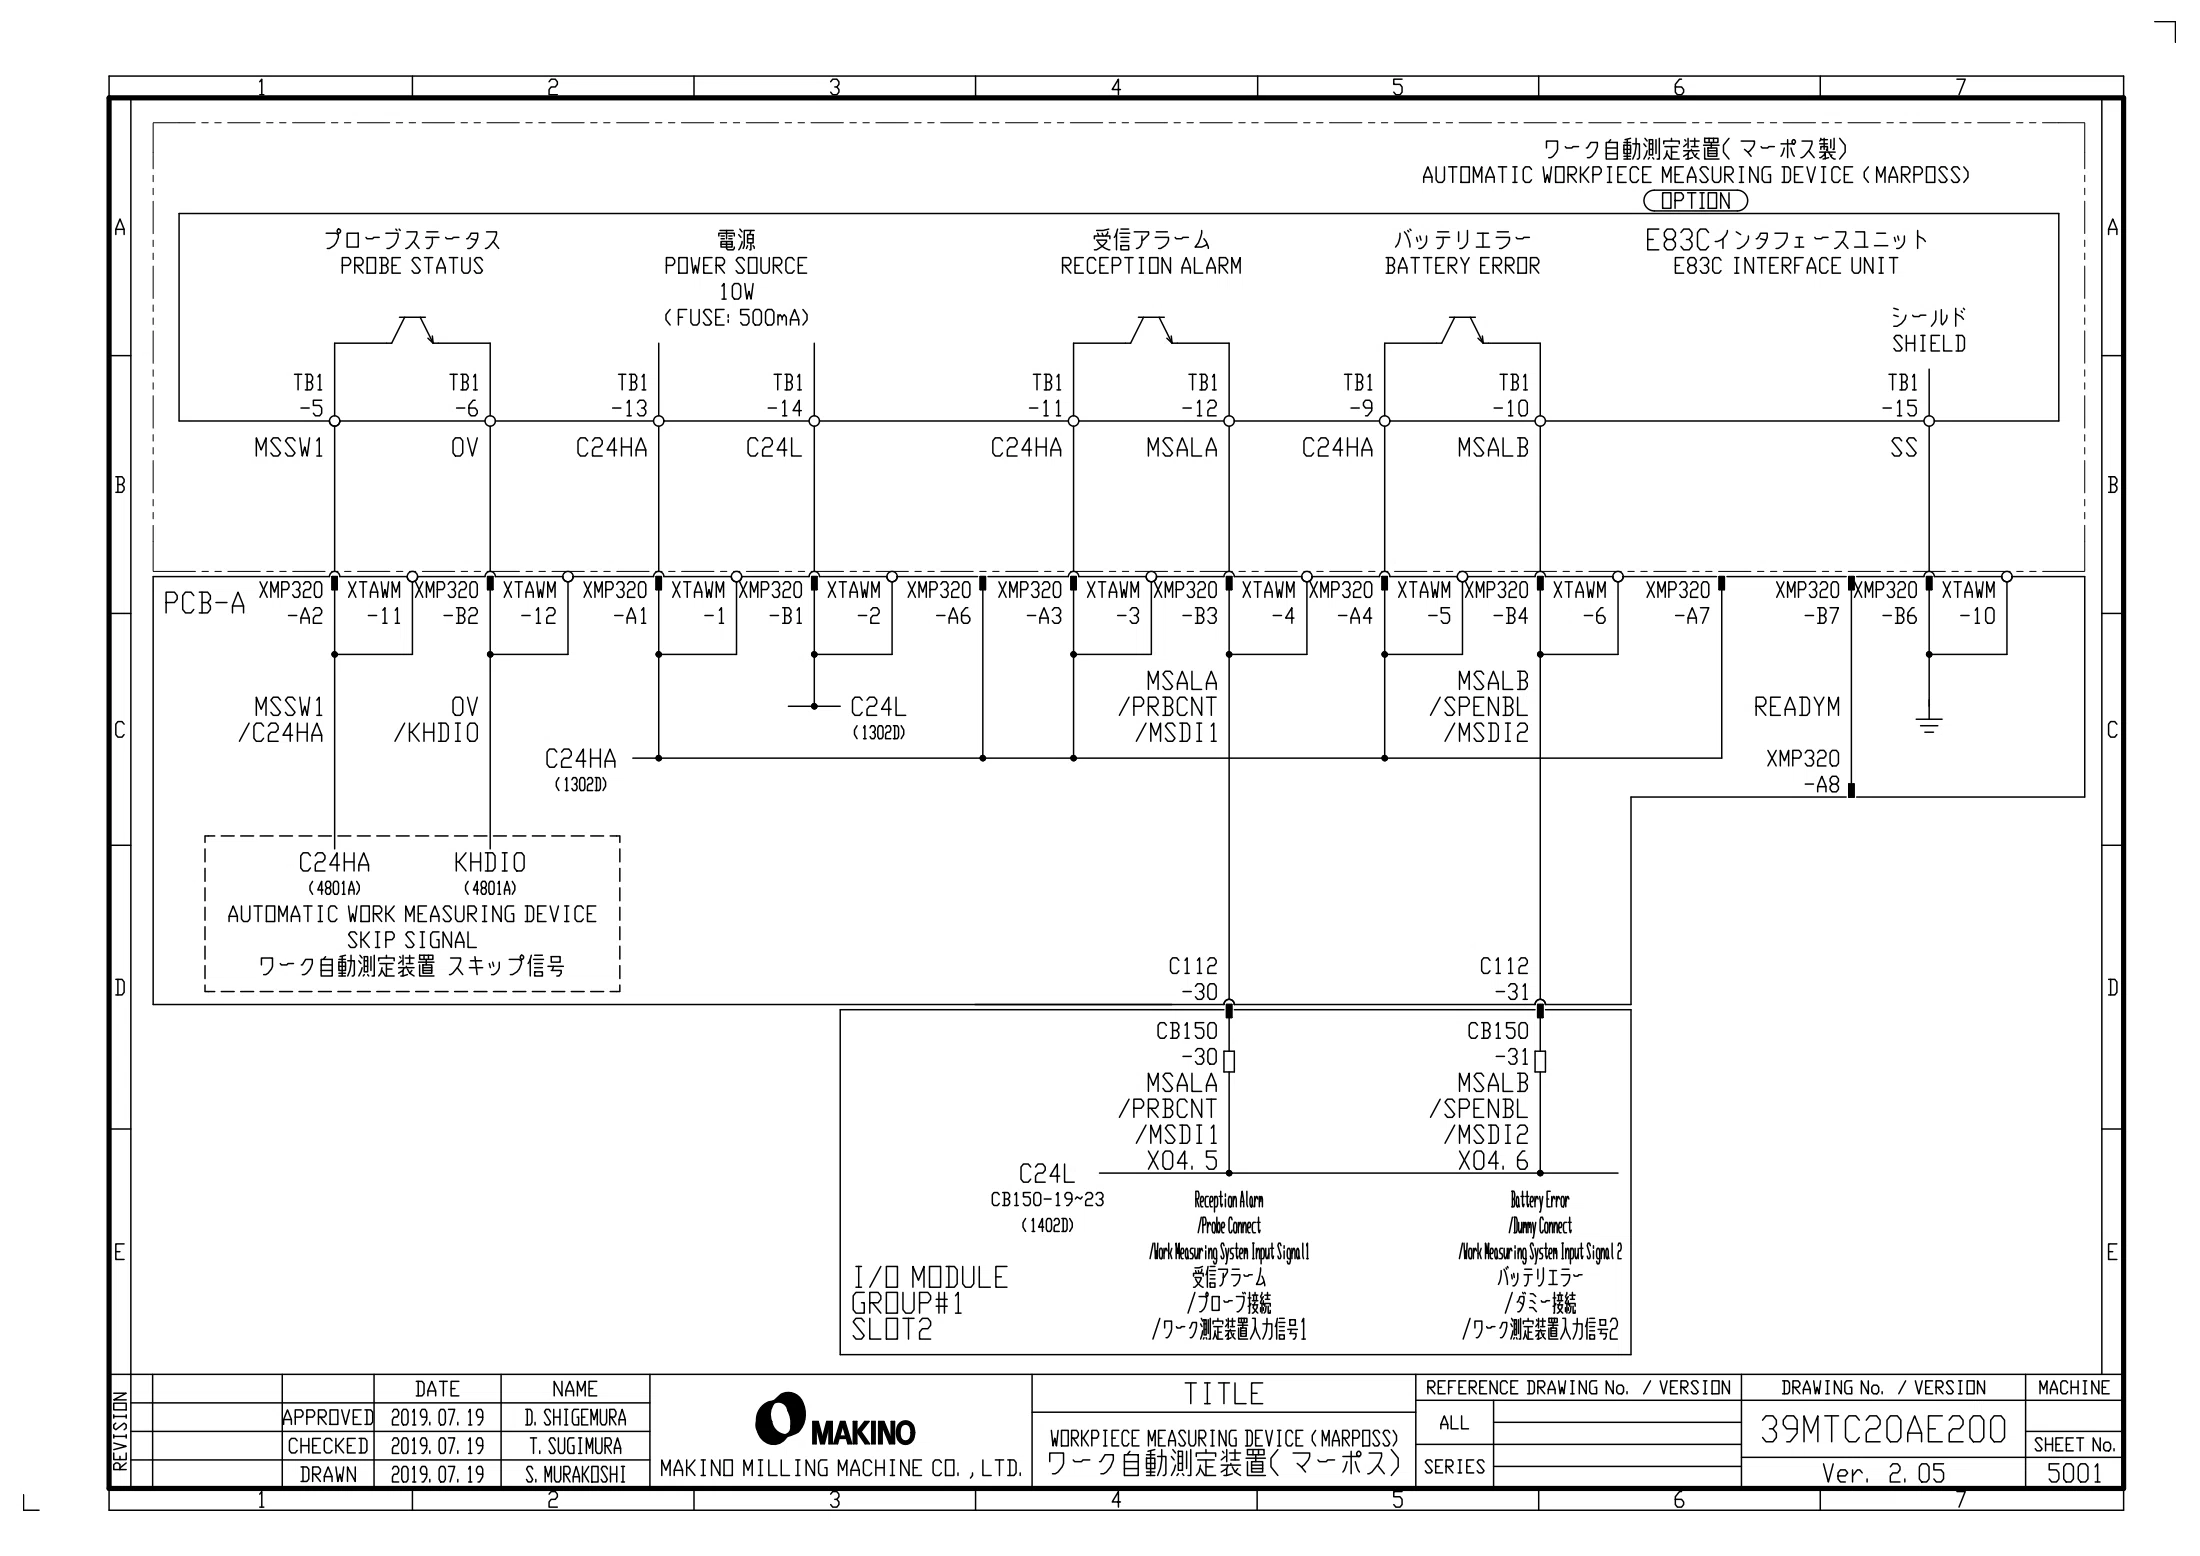 1 2 3 4 5 6 7
ワーク自動測定装置(マーポス製)
AUTOMATIC WORKPIECE MEASURING DEVICE (MARPOSS)
OPTION
A A
プローブステータス 電源 受信アラーム バッテリエラー E83Cインタフェースユニット
PROBE STATUS POWER SOURCE RECEPTION ALARM BATTERY ERROR E83C INTERFACE UNIT
10W
(FUSE: 500mA) シールド
SHIELD
TB1 TB1 TB1 TB1 TB1 TB1 TB1 TB1 TB1
-5 -6 -13 -14 -11 -12 -9 -10 -15
MSSW1 0V C24HA C24L C24HA MSALA C24HA MSALB SS
B B
XMP320 XTAWM XMP320 XTAWM XMP320 XTAWM XMP320 XTAWM XMP320 XMP320 XTAWM XMP320 XTAWM XMP320 XTAWM XMP320 XTAWM XMP320 XMP320 XMP320 XTAWM
PCB-A
-A2 -11 -B2 -12 -A1 -1 -B1 -2 -A6 -A3 -3 -B3 -4 -A4 -5 -B4 -6 -A7 -B7 -B6 -10
MSALA MSALB
MSSW1 0V C24L /PRBCNT /SPENBL READYM
/C24HA /KHDIO (1302D) /MSDI1 /MSDI2
C C
C24HA XMP320
(1302D) -A8
C24HA KHDIO
(4801A) (4801A)
AUTOMATIC WORK MEASURING DEVICE
SKIP SIGNAL
ワーク自動測定装置 スキップ信号
C112 C112
D -30 -31 D
CB150 CB150
-30 -31
MSALA MSALB
/PRBCNT /SPENBL
/MSDI1 /MSDI2
X04.5 X04.6
C24L
CB150-19~23
(1402D)
Reception Alarm Battery Error
/Probe Connect /Dummy Connect
/Work Measuring System Input Signal1 /Work Measuring System Input Signal 2
E E
受信アラーム バッテリエラー
/プローブ接続 /ダミー接続
/ワーク測定装置入力信号1 /ワーク測定装置入力信号2
I/O MODULE
GROUP#1
SLOT2
REVISION
DATE NAME
APPROVED 2019.07.19 D. SHIGEMURA
CHECKED 2019.07.19 T. SUGIMURA
DRAWN 2019.07.19 S. MURAKOSHI
MAKINO
MAKINO MILLING MACHINE CO.,LTD.
TITLE
WORKPIECE MEASURING DEVICE (MARPOSS)
ワーク自動測定装置(マーポス)
REFERENCE DRAWING No. / VERSION
ALL
SERIES
DRAWING No. / VERSION
39MTC20AE200
Ver. 2.05
MACHINE
SHEET No.
5001
1 2 3 4 5 6 7